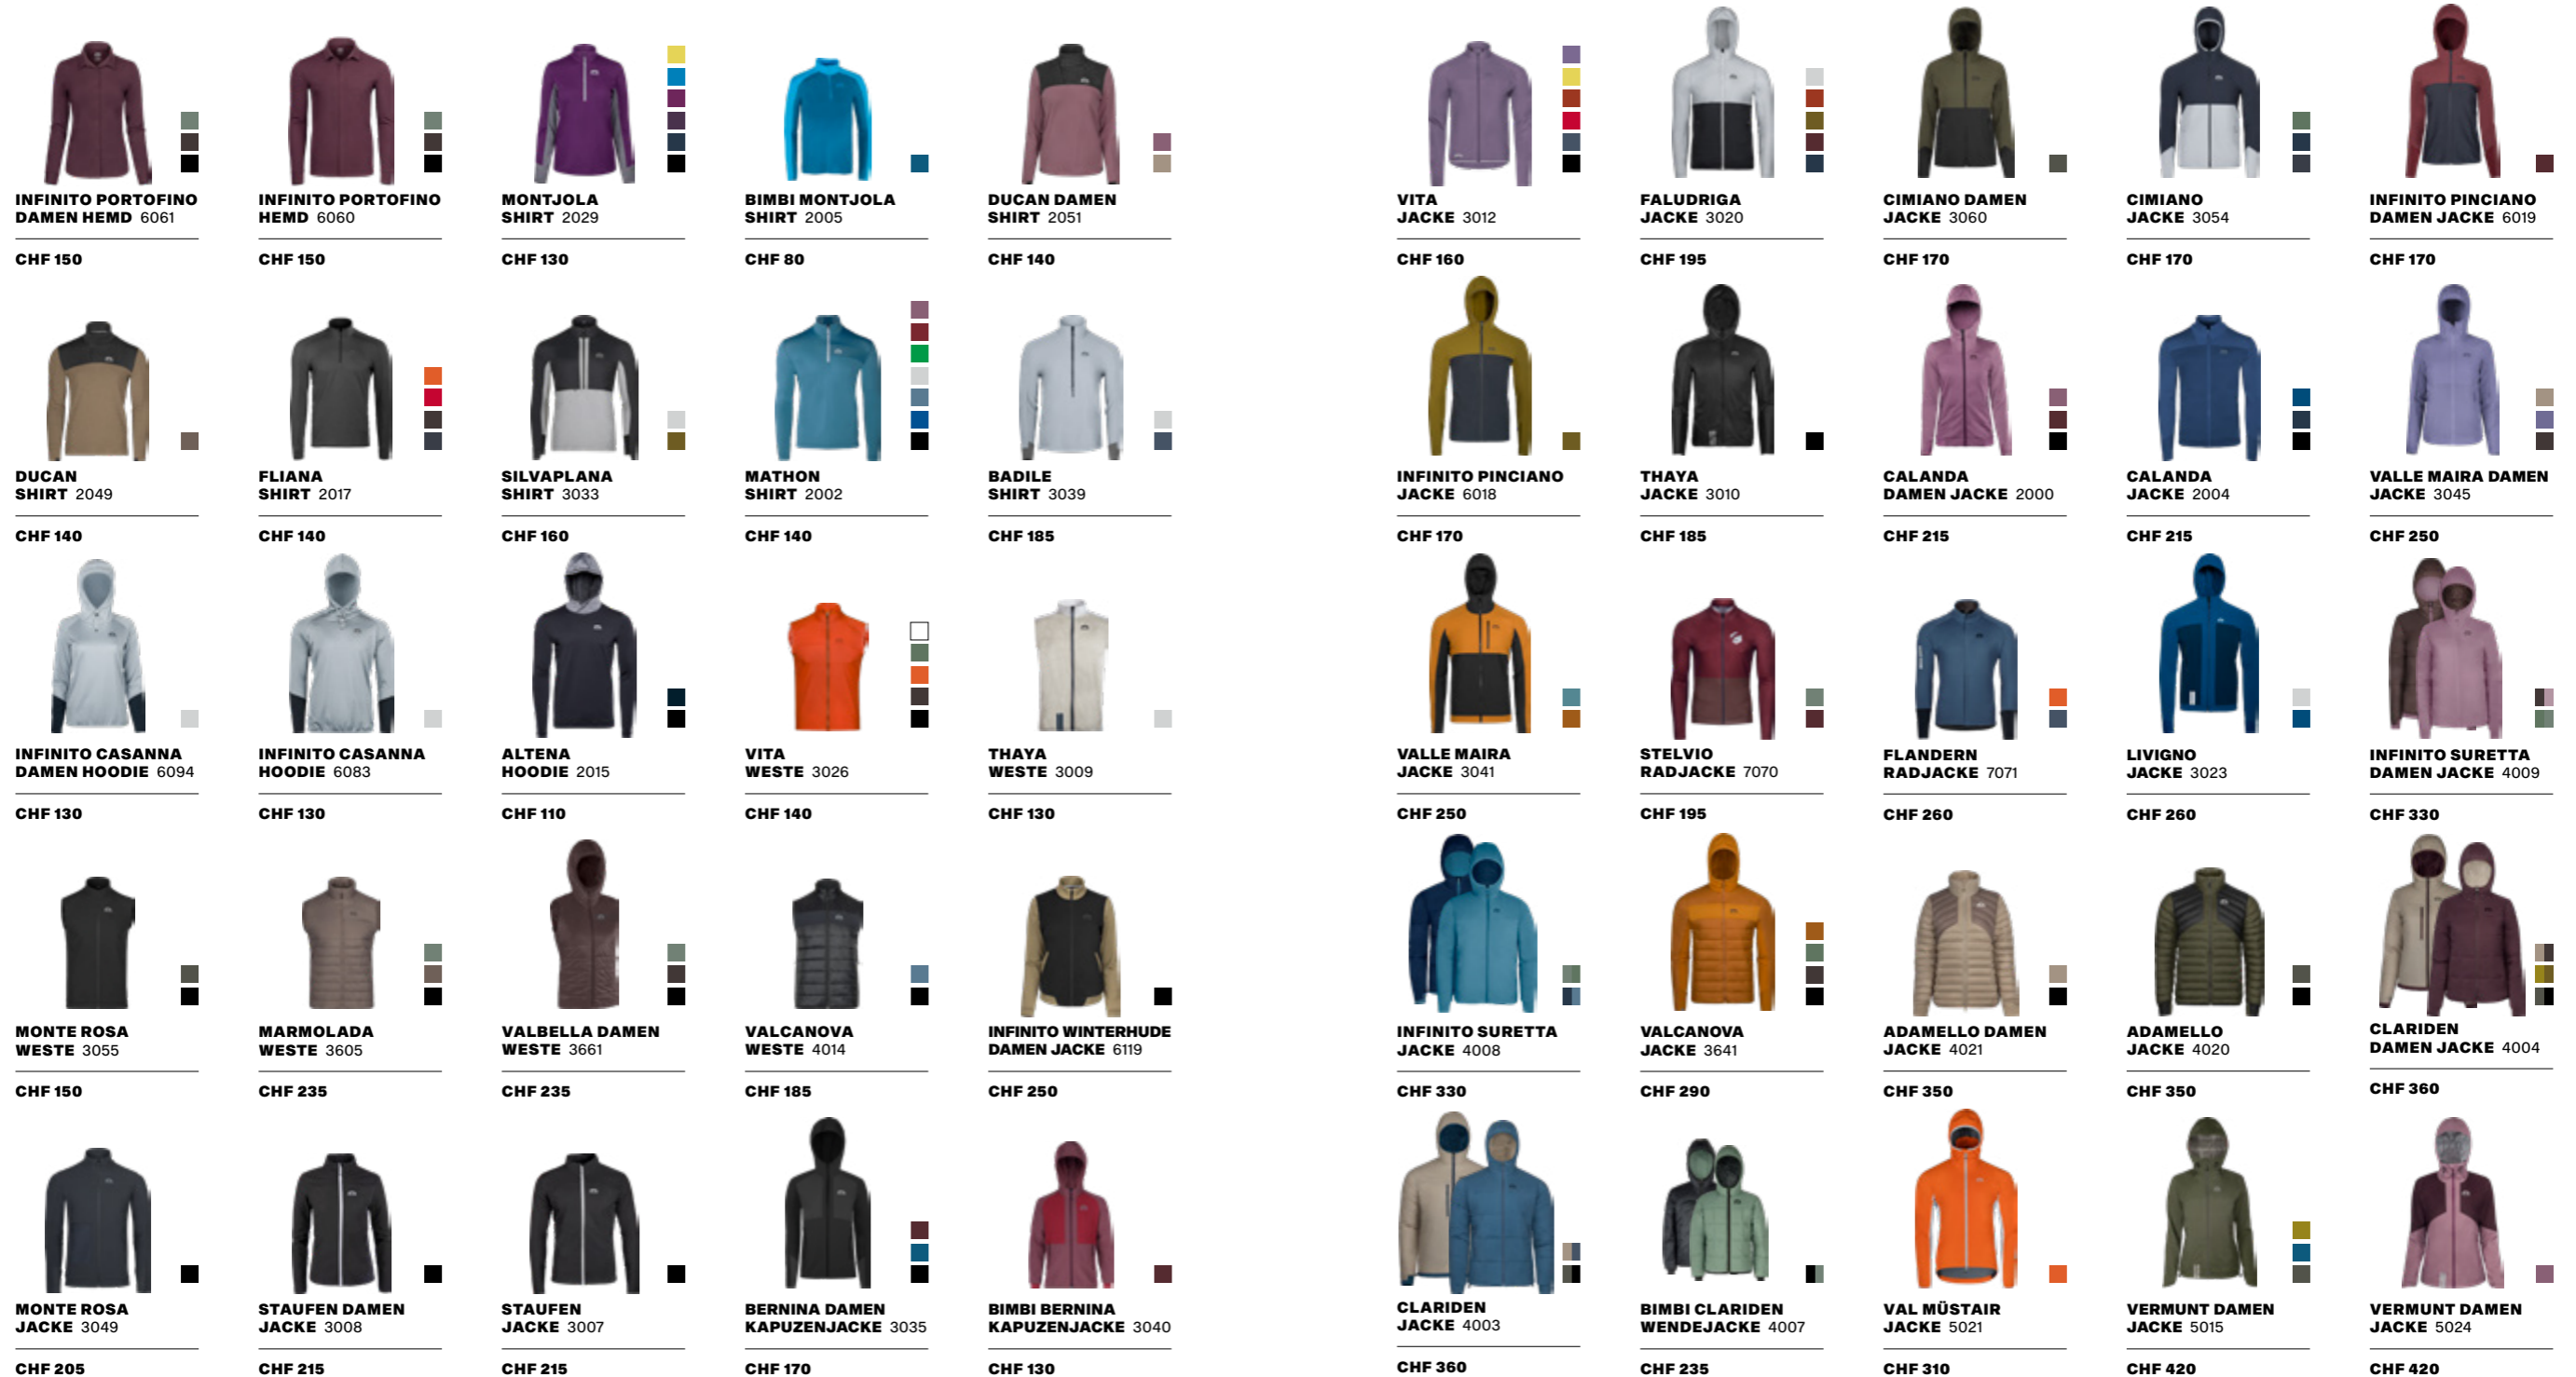 INFINITO PORTOFINO
DAMEN HEMD 6061
CHF 150
INFINITO PORTOFINO
HEMD 6060
CHF 150
MONTJOLA
SHIRT 2029
CHF 130
BIMBI MONTJOLA
SHIRT 2005
CHF 80
DUCAN DAMEN
SHIRT 2051
CHF 140
DUCAN
SHIRT 2049
CHF 140
FLIANA
SHIRT 2017
CHF 140
SILVAPLANA
SHIRT 3033
CHF 160
MATHON
SHIRT 2002
CHF 140
BADILE
SHIRT 3039
CHF 185
INFINITO CASANNA
DAMEN HOODIE 6094
CHF 130
INFINITO CASANNA
HOODIE 6083
CHF 130
ALTENA
HOODIE 2015
CHF 110
VITA
WESTE 3026
CHF 140
THAYA
WESTE 3009
CHF 130
MONTE ROSA
WESTE 3055
CHF 150
MARMOLADA
WESTE 3605
CHF 235
VALBELLA DAMEN
WESTE 3661
CHF 235
VALCANOVA
WESTE 4014
CHF 185
INFINITO WINTERHUDE
DAMEN JACKE 6119
CHF 250
MONTE ROSA
JACKE 3049
CHF 205
STAUFEN DAMEN
JACKE 3008
CHF 215
STAUFEN
JACKE 3007
CHF 215
BERNINA DAMEN
KAPUZENJACKE 3035
CHF 170
BIMBI BERNINA
KAPUZENJACKE 3040
CHF 130
VITA
JACKE 3012
CHF 160
FALUDRIGA
JACKE 3020
CHF 195
CIMIANO DAMEN
JACKE 3060
CHF 170
CIMIANO
JACKE 3054
CHF 170
INFINITO PINCIANO
DAMEN JACKE 6019
CHF 170
INFINITO PINCIANO
JACKE 6018
CHF 170
THAYA
JACKE 3010
CHF 185
CALANDA
DAMEN JACKE 2000
CHF 215
CALANDA
JACKE 2004
CHF 215
VALLE MAIRA DAMEN
JACKE 3045
CHF 250
VALLE MAIRA
JACKE 3041
CHF 250
STELVIO
RADJACKE 7070
CHF 195
FLANDERN
RADJACKE 7071
CHF 260
LIVIGNO
JACKE 3023
CHF 260
INFINITO SURETTA
DAMEN JACKE 4009
CHF 330
INFINITO SURETTA
JACKE 4008
CHF 330
VALCANOVA
JACKE 3641
CHF 290
ADAMELLO DAMEN
JACKE 4021
CHF 350
ADAMELLO
JACKE 4020
CHF 350
CLARIDEN
DAMEN JACKE 4004
CHF 360
CLARIDEN
JACKE 4003
CHF 360
BIMBI CLARIDEN
WENDEJACKE 4007
CHF 235
VAL MÜSTAIR
JACKE 5021
CHF 310
VERMUNT DAMEN
JACKE 5015
CHF 420
VERMUNT DAMEN
JACKE 5024
CHF 420